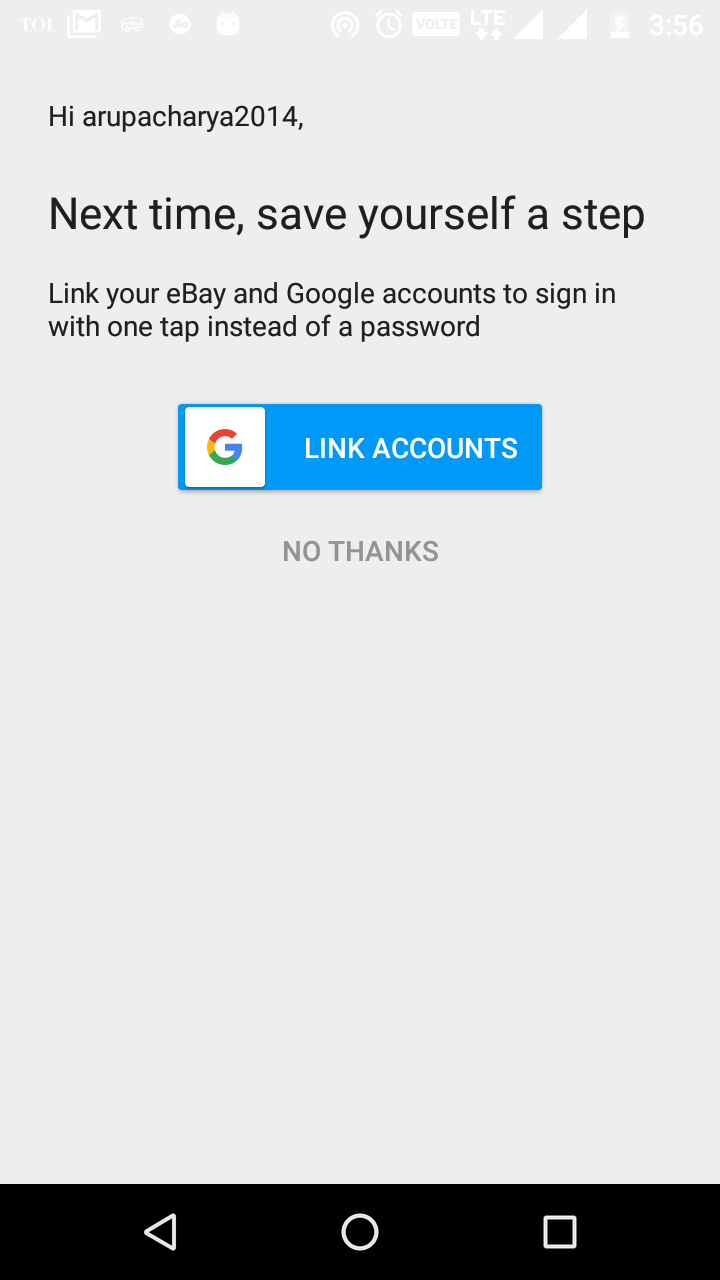 TOI Jio VOLTE LTE 3:56
Hi arupacharya2014,
Next time, save yourself a step
Link your eBay and Google accounts to sign in
with one tap instead of a password
LINK ACCOUNTS
NO THANKS